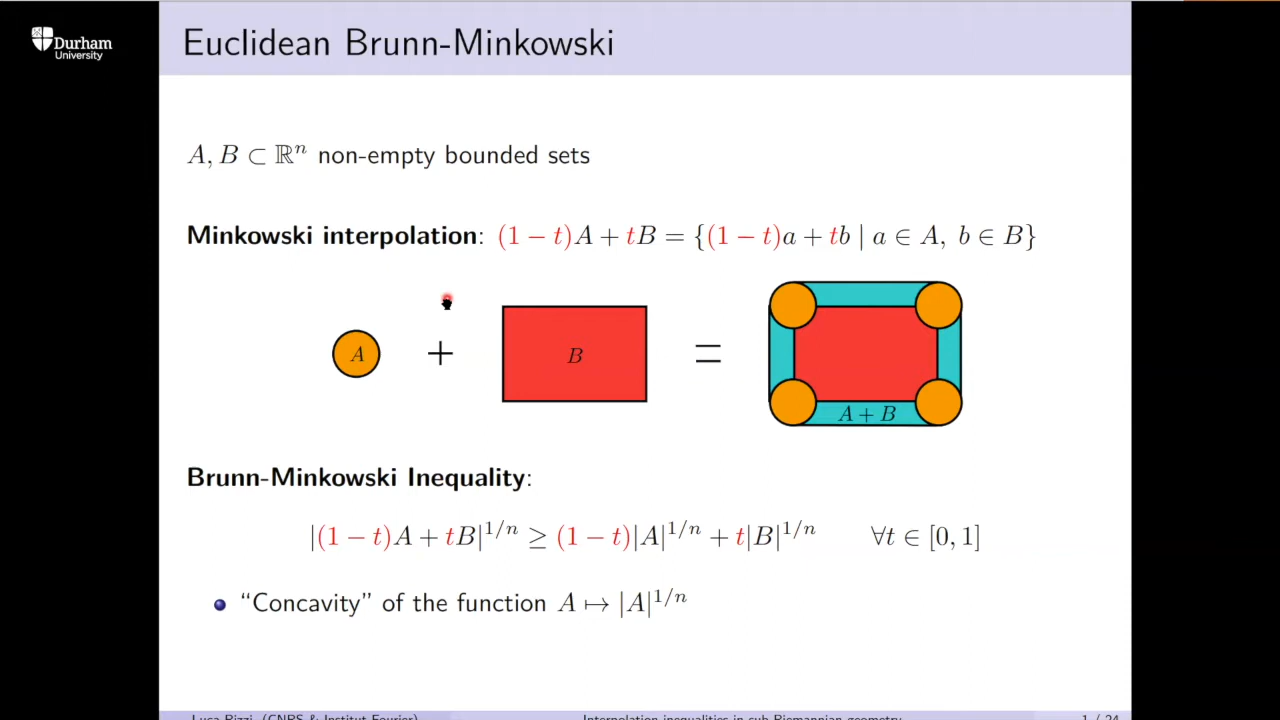 Durham
University
Euclidean Brunn-Minkowski
A, B ⊂ ℝⁿ non-empty bounded sets
Minkowski interpolation: (1 − t)A + tB = {(1 − t)a + tb | a ∈ A, b ∈ B}
A + B =
A + B
Brunn-Minkowski Inequality:
|(1 − t)A + tB|^{1/n} ≥ (1 − t)|A|^{1/n} + t|B|^{1/n} ∀t ∈ [0, 1]
“Concavity” of the function A ↦ |A|^{1/n}
Luca Rizzi (CNRS & Institut Fourier) Interpolation inequalities in sub-Riemannian geometry 1 / 24